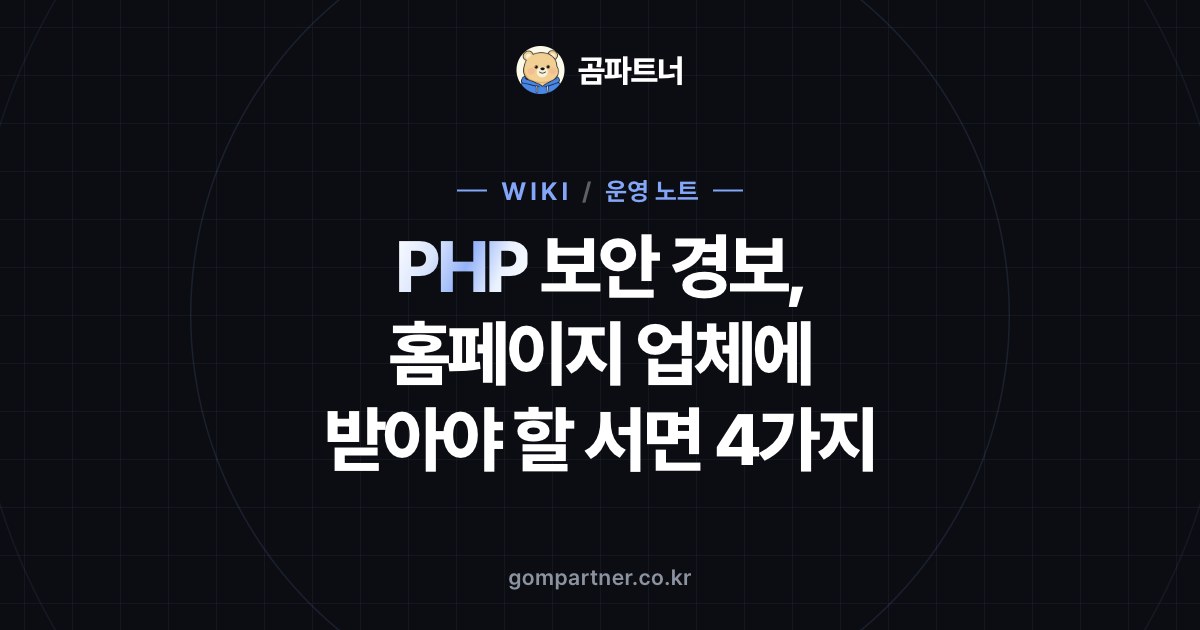 곰파트너
WIKI / 운영 노트
PHP 보안 경보,
홈페이지 업체에
받아야 할 서면 4가지
gompartner.co.kr